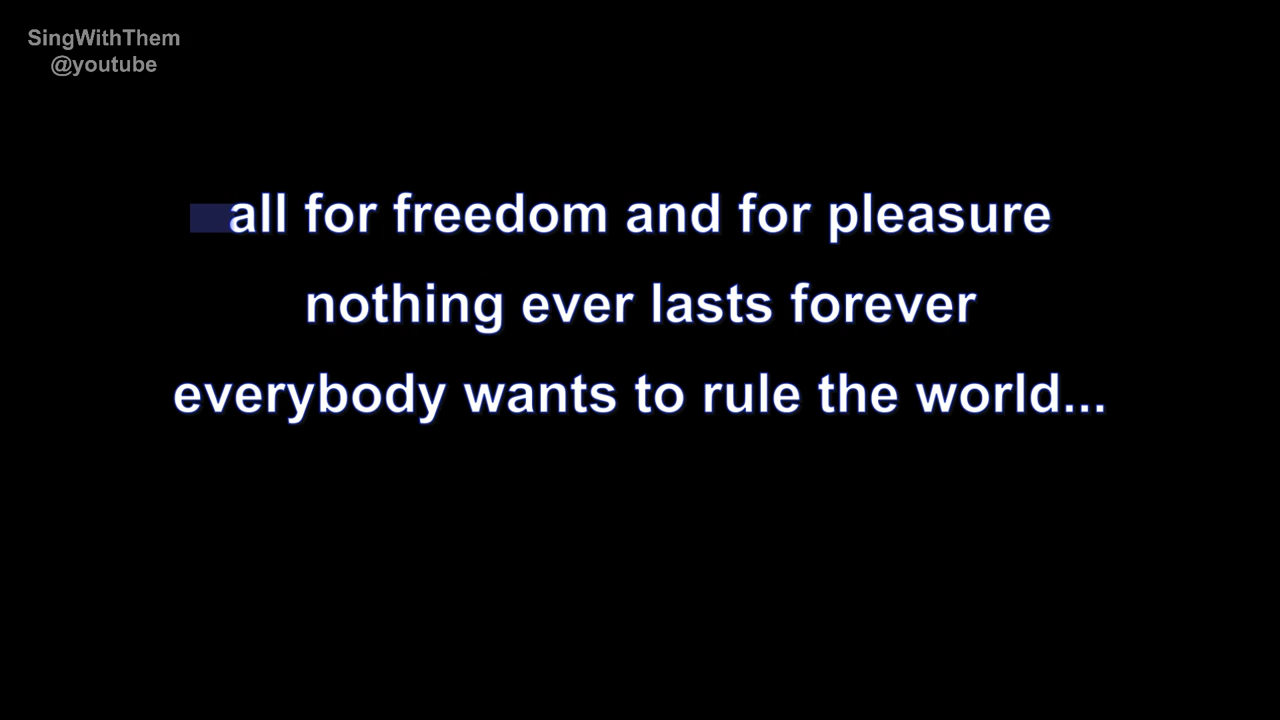 SingWithThem
@youtube
all for freedom and for pleasure
nothing ever lasts forever
everybody wants to rule the world...